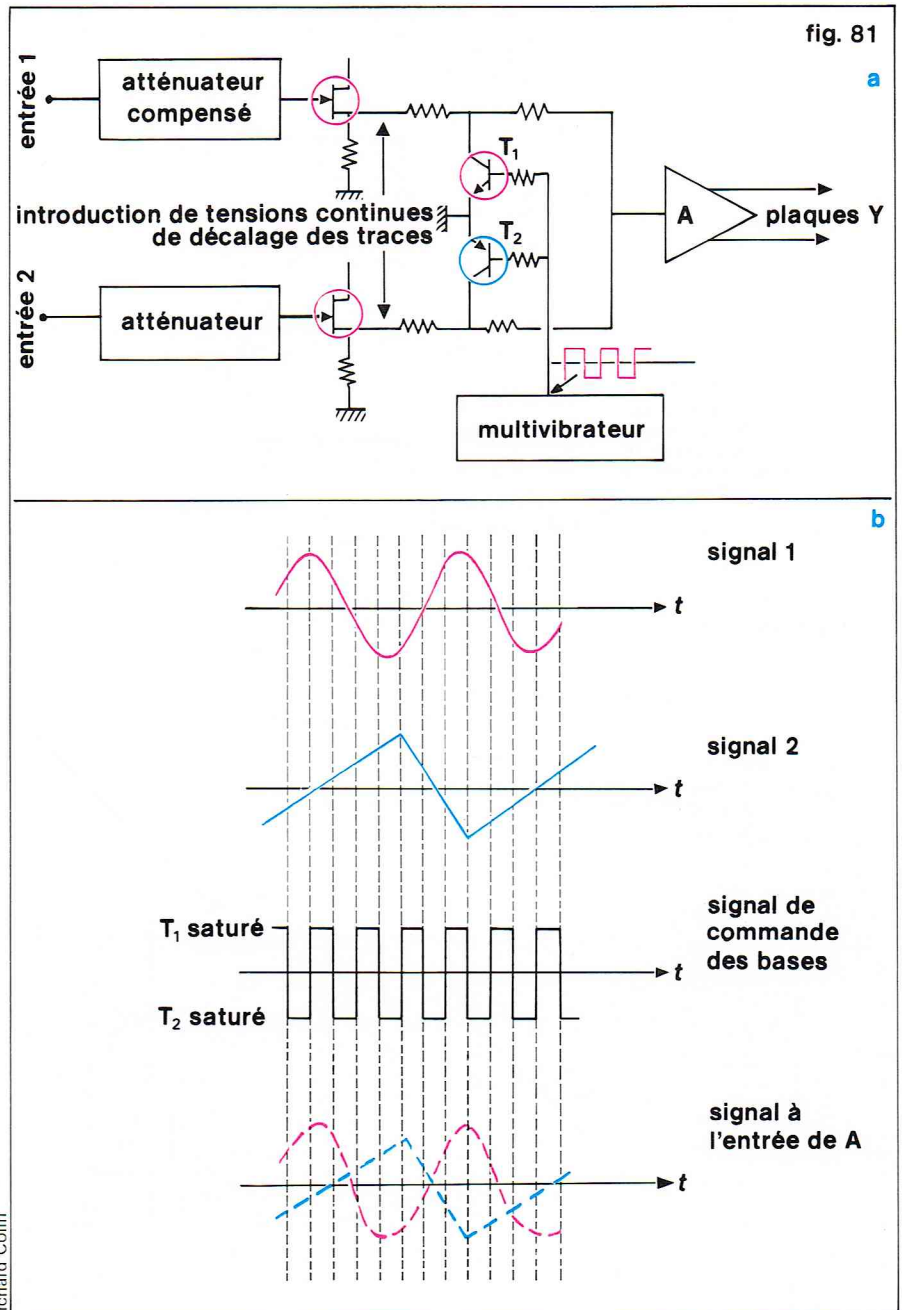 fig. 81
a
entrée 1
atténuateur
compensé
T₁
introduction de tensions continues
de décalage des traces
T₂
A
plaques Y
entrée 2
atténuateur
multivibrateur
b
signal 1
t
signal 2
t
T₁ saturé
signal de
commande
des bases
t
T₂ saturé
signal à
l'entrée de A
t
Colin